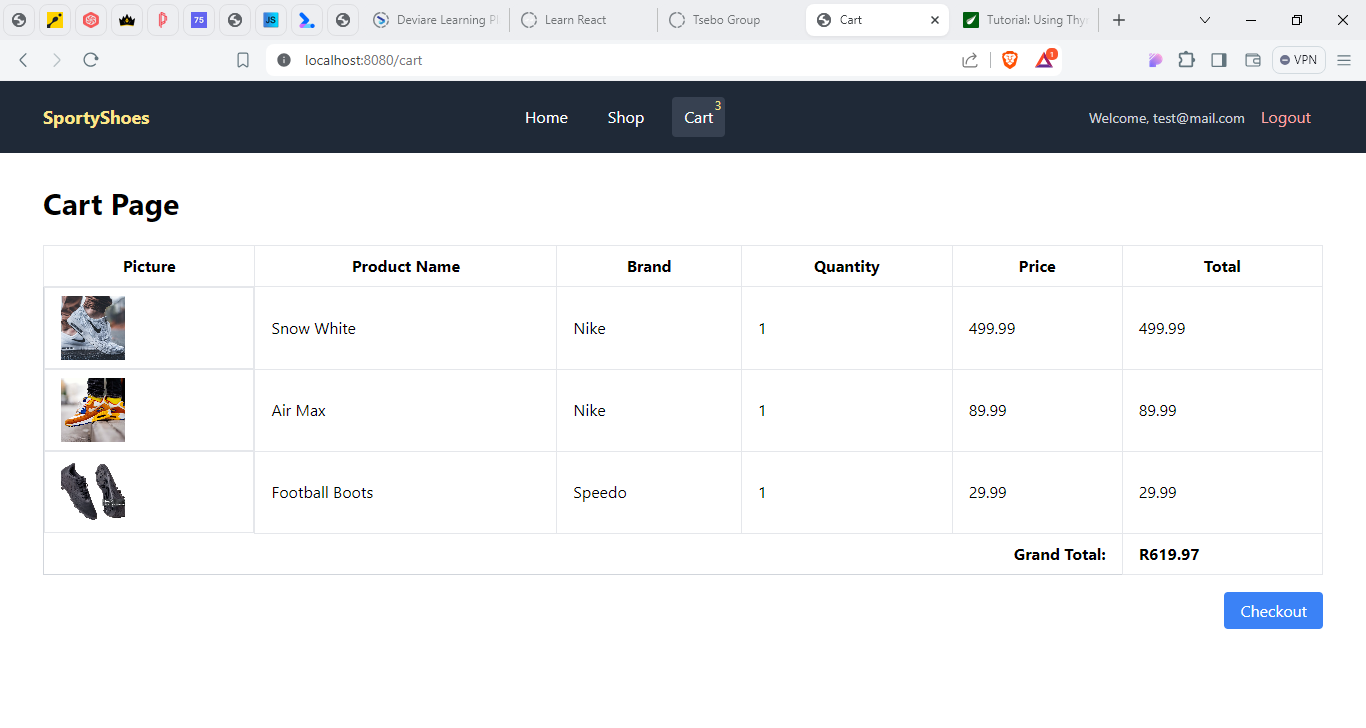 75
JS
Deviare Learning Pl
Learn React
Tsebo Group
Cart
Tutorial: Using Thy
localhost:8080/cart
1
VPN
SportyShoes
Home
Shop
Cart
3
Welcome, test@mail.com
Logout
Cart Page
Picture Product Name Brand Quantity Price Total
Snow White Nike 1 499.99 499.99
Air Max Nike 1 89.99 89.99
Football Boots Speedo 1 29.99 29.99
Grand Total: R619.97
Checkout